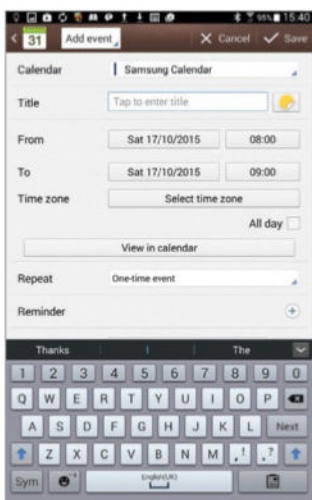 95% 15:40
31 Add event Cancel Save
Calendar Samsung Calendar
Title Tap to enter title
From Sat 17/10/2015 08:00
To Sat 17/10/2015 09:00
Time zone Select time zone
All day
View in calendar
Repeat One-time event
Reminder
Thanks I The
1 2 3 4 5 6 7 8 9 0
Q W E R T Y U I O P
A S D F G H J K L Next
Z X C V B N M , ! . ?
Sym English(UK)